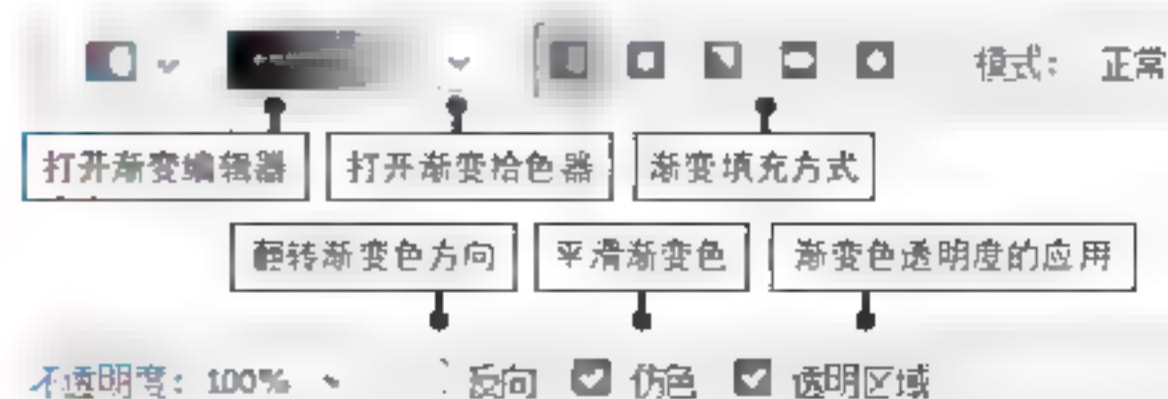 模式： 正常
打开渐变编辑器 打开渐变拾色器 渐变填充方式
翻转渐变色方向 平滑渐变色 渐变色透明度的应用
不透明度：100% 反向 仿色 透明区域